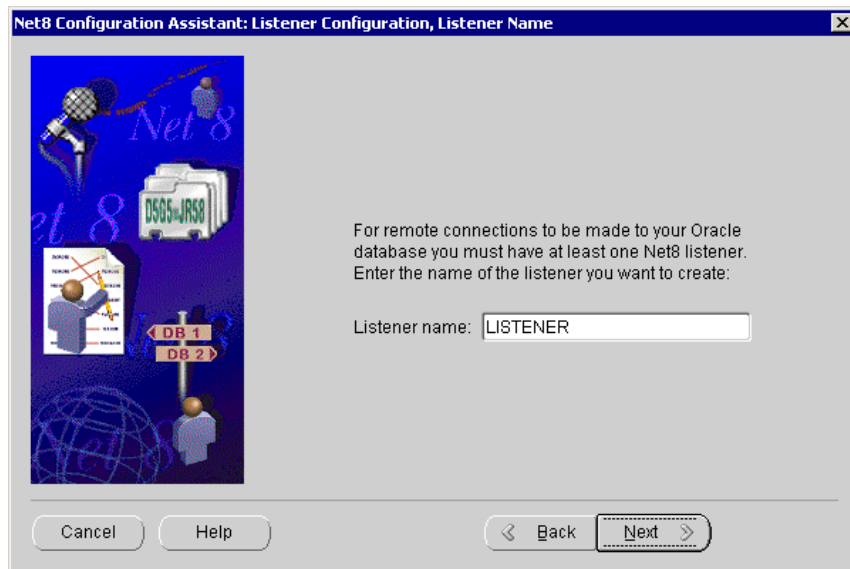 Net8 Configuration Assistant: Listener Configuration, Listener Name
Net 8
D5G5
JR58
DB 1
DB 2
For remote connections to be made to your Oracle
database you must have at least one Net8 listener.
Enter the name of the listener you want to create:
Listener name: LISTENER
Cancel Help Back Next